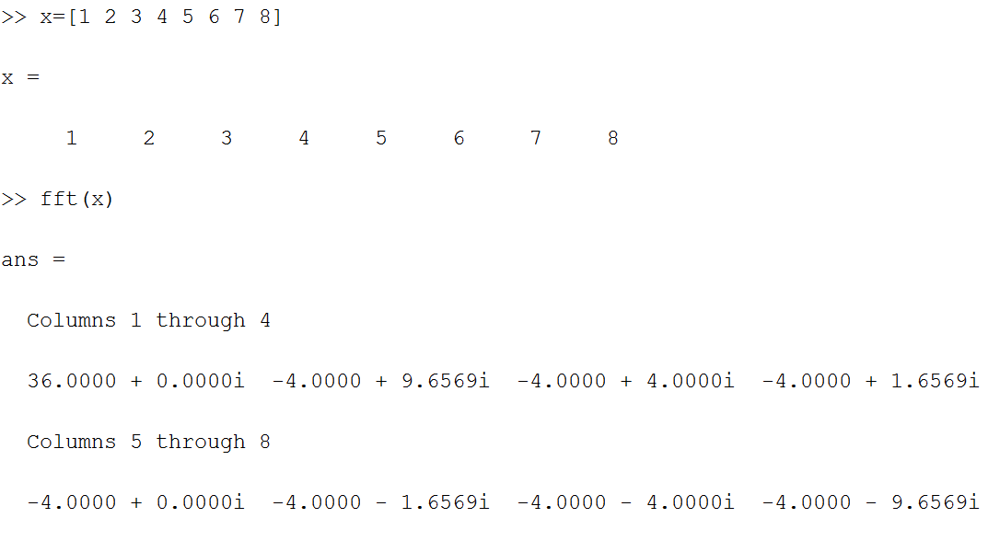 >> x=[1 2 3 4 5 6 7 8]
x =
1 2 3 4 5 6 7 8
>> fft(x)
ans =
Columns 1 through 4
36.0000 + 0.0000i -4.0000 + 9.6569i -4.0000 + 4.0000i -4.0000 + 1.6569i
Columns 5 through 8
-4.0000 + 0.0000i -4.0000 - 1.6569i -4.0000 - 4.0000i -4.0000 - 9.6569i